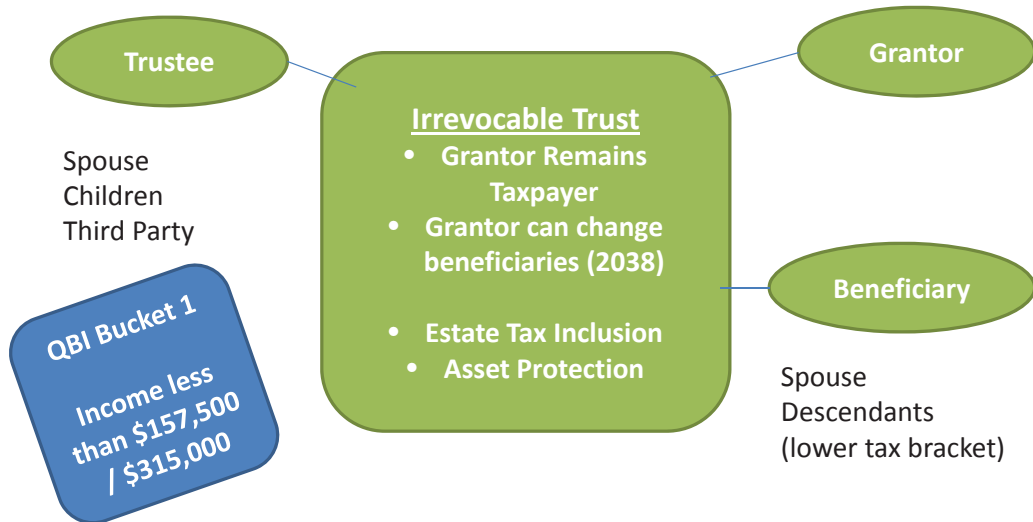 Trustee
Grantor
Irrevocable Trust
• Grantor Remains
Taxpayer
• Grantor can change
beneficiaries (2038)
• Estate Tax Inclusion
• Asset Protection
Spouse
Children
Third Party
QBI Bucket 1
Income less
than $157,500
/ $315,000
Beneficiary
Spouse
Descendants
(lower tax bracket)